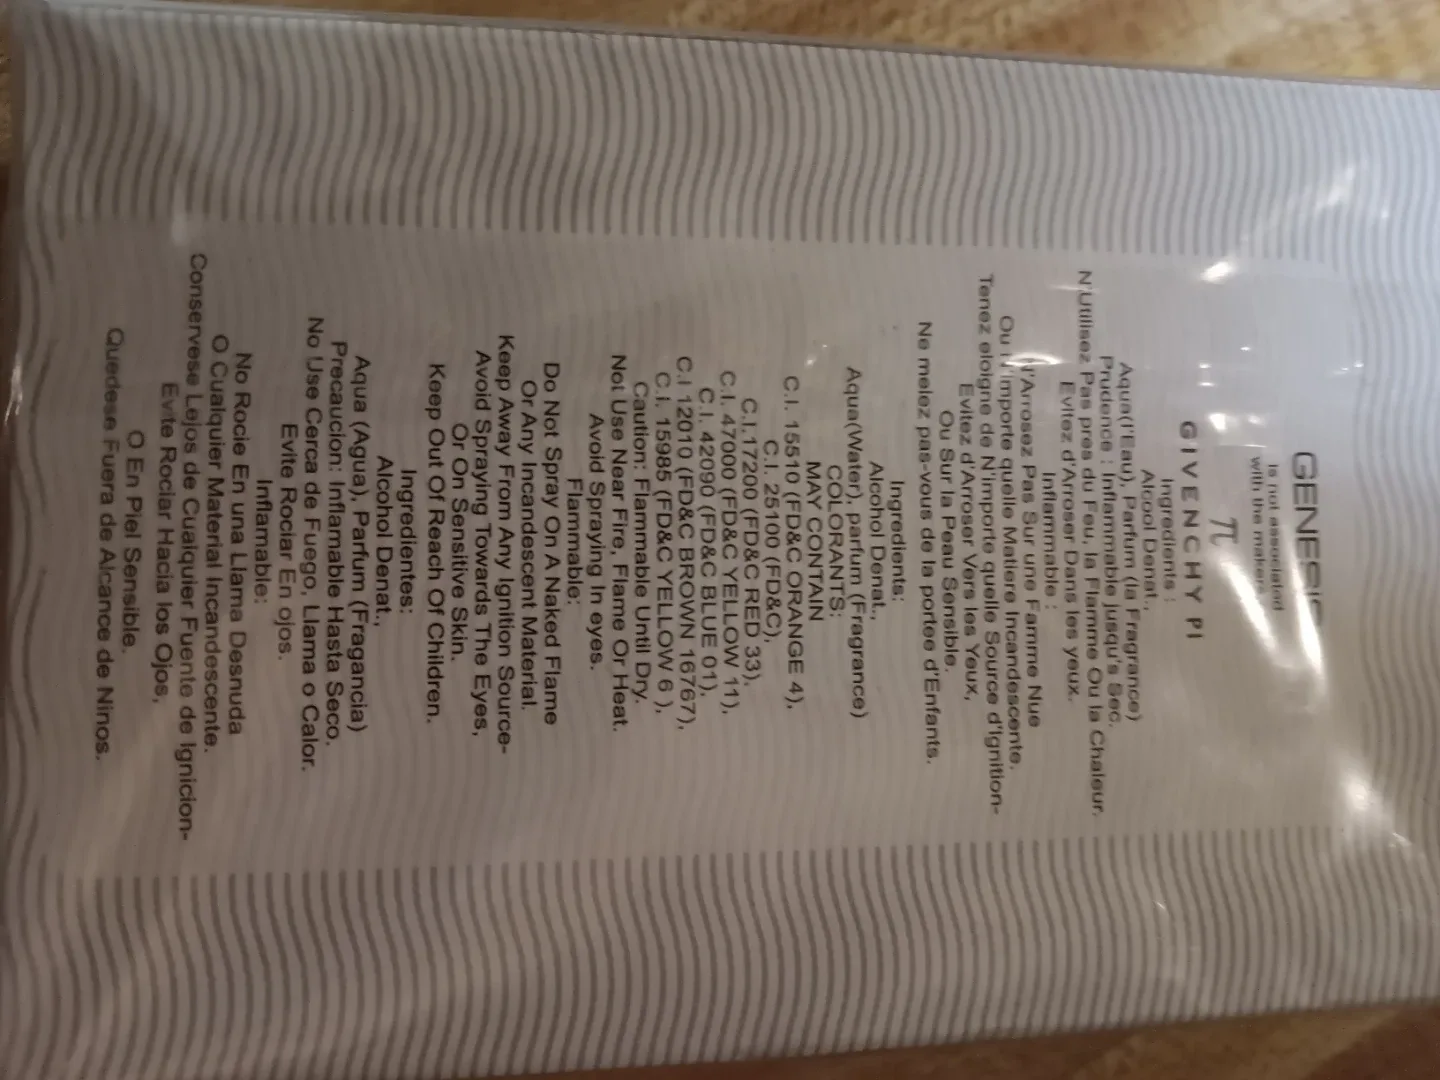 is not associated
with the makers
π
GIVENCHY PI
Ingredients :
Alcool Denat.,
Aqua(l'Eau), Parfum (la Fragrance)
Prudence : Inflammable jusqu's Sec.
N'Utilisez Pas pres du Feu, la Flamme Ou la Chaleur.
Evitez d'Arroser Dans les yeux.
Inflammable :
N'Arrosez Pas Sur une Famme Nue
Ou N'importe quelle Matiere Incandescente.
Tenez eloigne de N'importe quelle Source d'Ignition-
Evitez d'Arroser Vers les Yeux,
Ou Sur la Peau Sensible.
Ne melez pas-vous de la portee d'Enfants.
Ingredients:
Alcohol Denat.,
Aqua(Water), parfum (Fragrance)
COLORANTS:
MAY CONTAIN
C.I. 15510 (FD&C ORANGE 4),
C.I. 25100 (FD&C),
C.I.17200 (FD&C RED 33),
C.I. 47000 (FD&C YELLOW 11),
C.I. 42090 (FD&C BLUE 01),
C.I 12010 (FD&C BROWN 16767),
C.I. 15985 (FD&C YELLOW 6 ),
Caution: Flammable Until Dry.
Not Use Near Fire, Flame Or Heat.
Avoid Spraying In eyes.
Flammable:
Do Not Spray On A Naked Flame
Or Any Incandescent Material.
Keep Away From Any Ignition Source-
Avoid Spraying Towards The Eyes,
Or On Sensitive Skin.
Keep Out Of Reach Of Children.
Ingredientes:
Alcohol Denat.,
Aqua (Agua), Parfum (Fragancia)
Precaucion: Inflamable Hasta Seco.
No Use Cerca de Fuego, Llama o Calor.
Evite Rociar En ojos.
Inflamable:
No Rocie En una Llama Desnuda
O Cualquier Material Incandescente.
Conservese Lejos de Cualquier Fuente de Ignicion-
Evite Rociar Hacia los Ojos,
O En Piel Sensible.
Quedese Fuera de Alcance de Ninos.